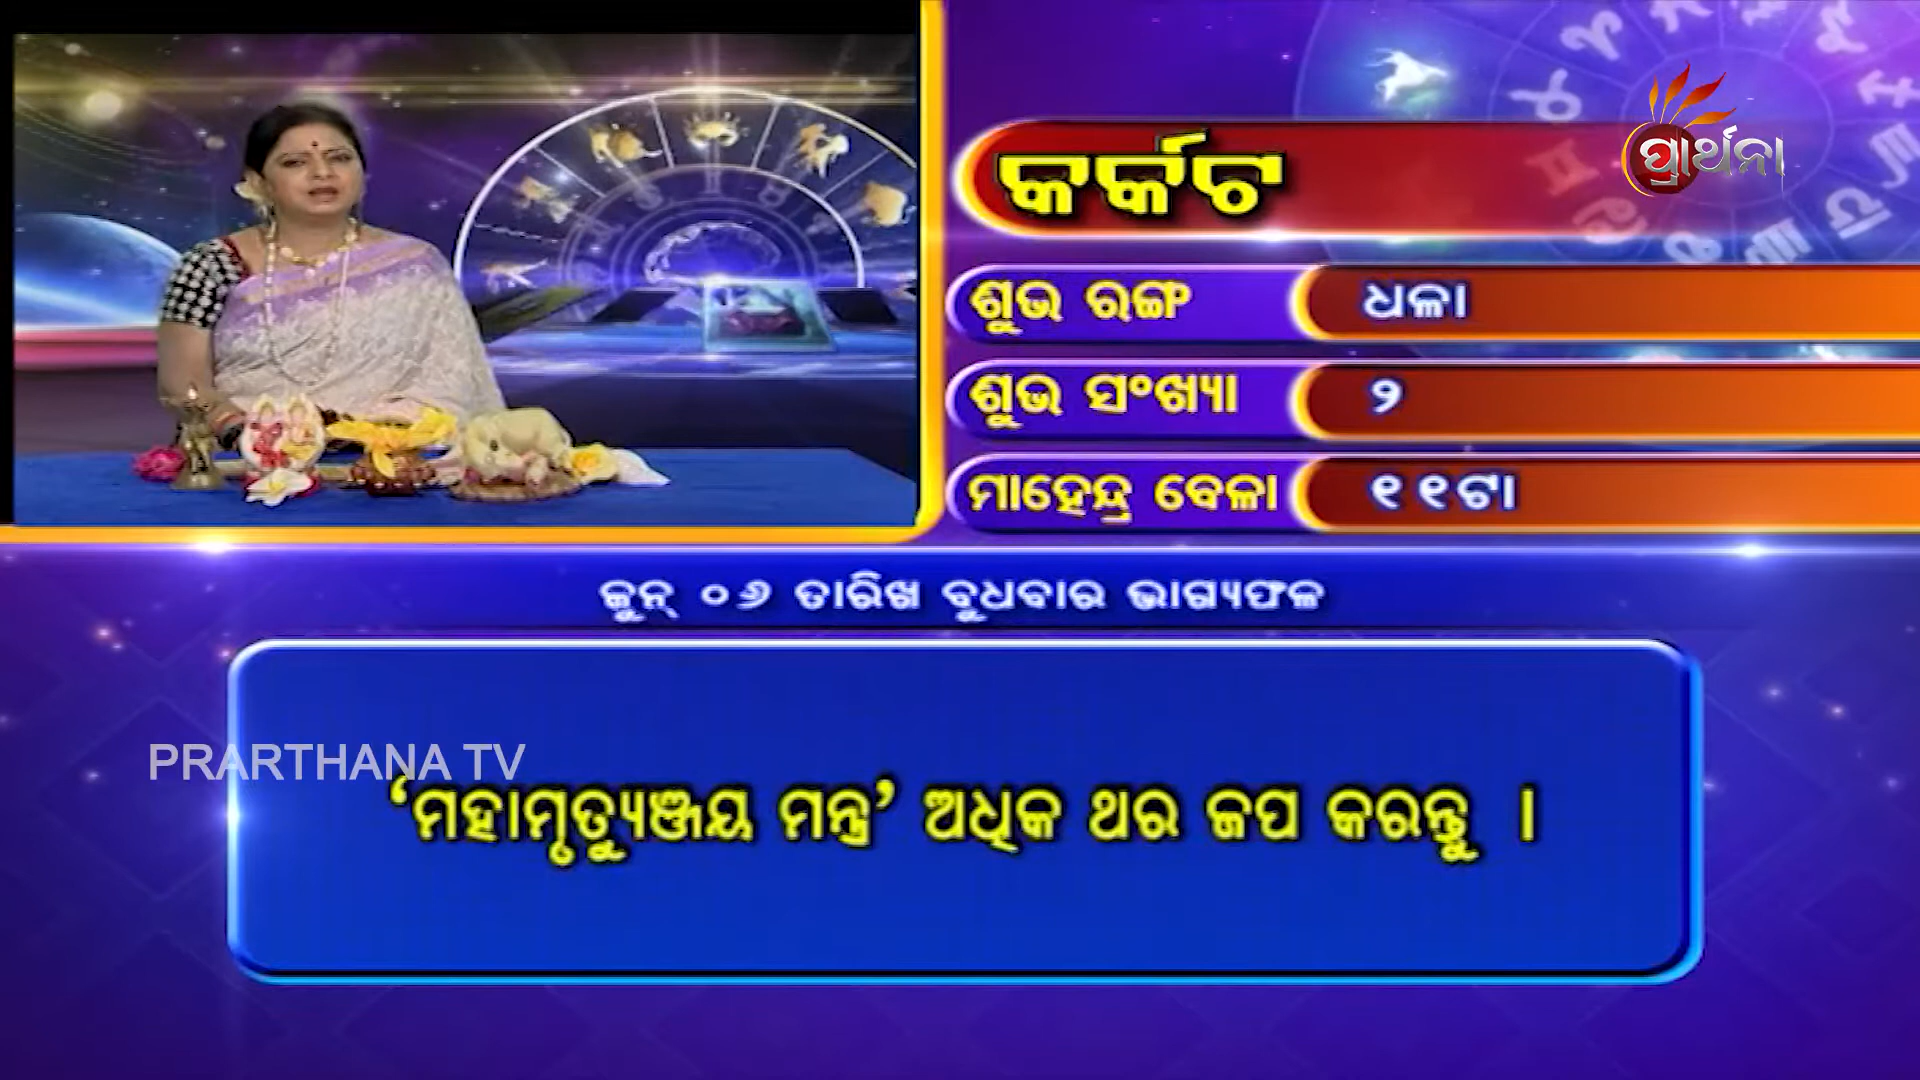 ପ୍ରାର୍ଥନା
କର୍କଟ
ଶୁଭ ରଙ୍ଗ ଧଳା
ଶୁଭ ସଂଖ୍ୟା ୨
ମାହେନ୍ଦ୍ର ବେଳା ୧୧ଟା
ଜୁନ୍ ୦୬ ତାରିଖ ବୁଧବାର ଭାଗ୍ୟଫଳ
PRARTHANA TV
‘ମହାମୃତ୍ୟୁଞ୍ଜୟ ମନ୍ତ୍ର’ ଅଧିକ ଥର ଜପ କରନ୍ତୁ ।